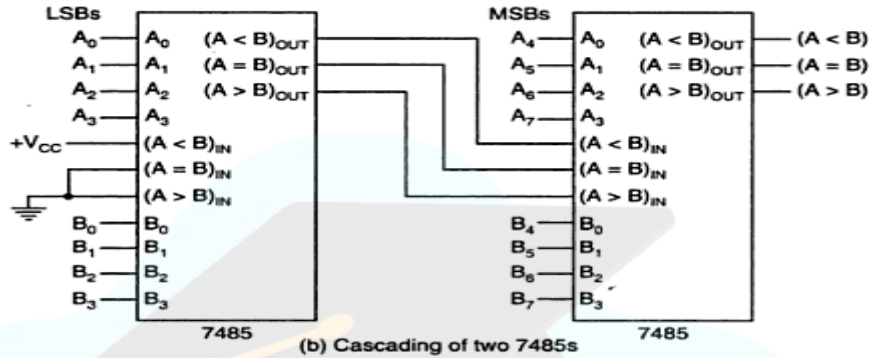 LSBs MSBs
A₀ A₀ (A < B)OUT A₄ A₀ (A < B)OUT (A < B)
A₁ A₁ (A = B)OUT A₅ A₁ (A = B)OUT (A = B)
A₂ A₂ (A > B)OUT A₆ A₂ (A > B)OUT (A > B)
A₃ A₃ A₇ A₃
+VCC (A < B)IN (A < B)IN
(A = B)IN (A = B)IN
(A > B)IN (A > B)IN
B₀ B₀ B₄ B₀
B₁ B₁ B₅ B₁
B₂ B₂ B₆ B₂
B₃ B₃ B₇ B₃
7485 7485
(b) Cascading of two 7485s